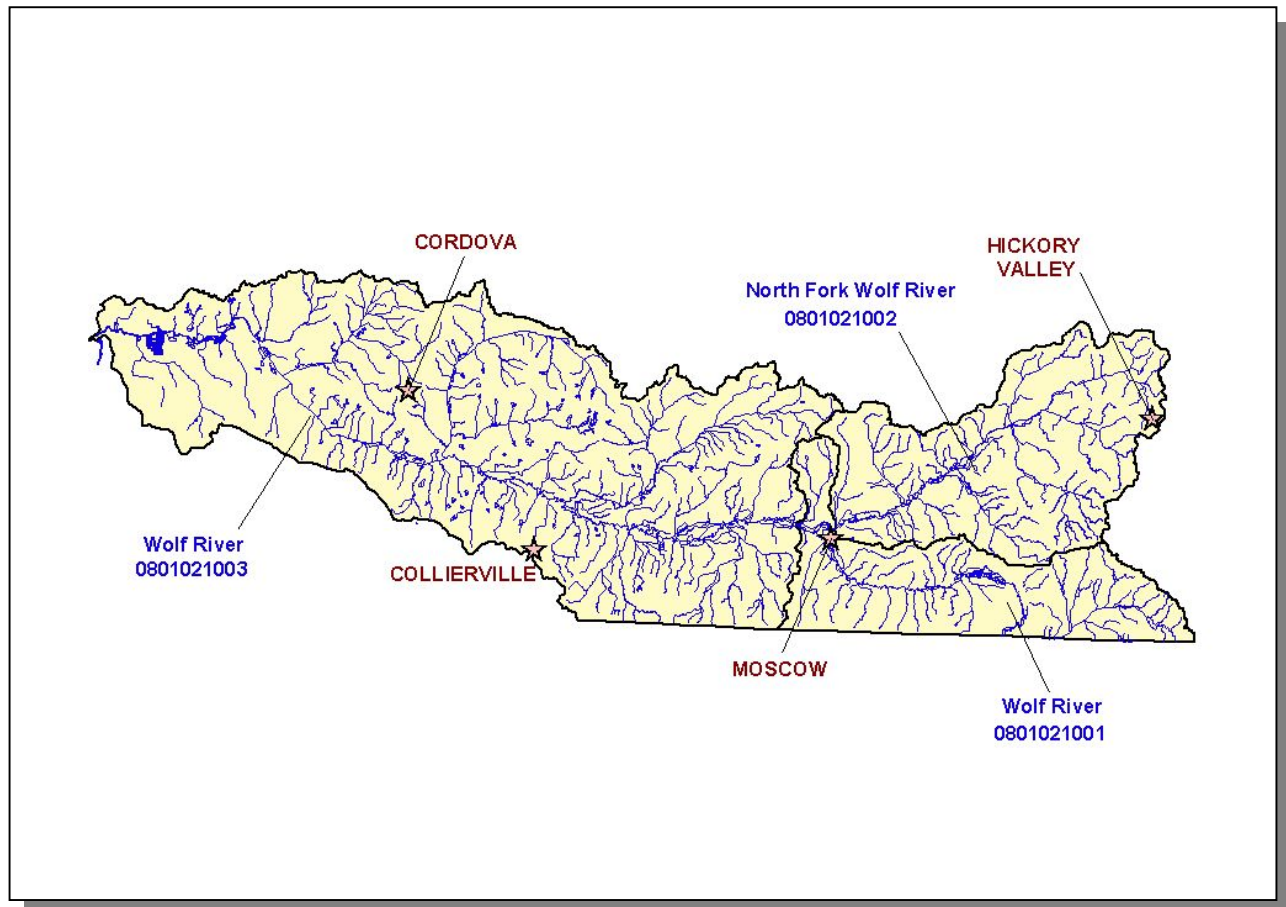 CORDOVA
HICKORY
VALLEY
North Fork Wolf River
0801021002
Wolf River
0801021003
COLLIERVILLE
MOSCOW
Wolf River
0801021001